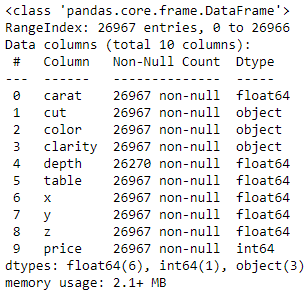 <class 'pandas.core.frame.DataFrame'>
RangeIndex: 26967 entries, 0 to 26966
Data columns (total 10 columns):
 #   Column   Non-Null Count  Dtype
---  ------   --------------  -----
 0   carat    26967 non-null  float64
 1   cut      26967 non-null  object
 2   color    26967 non-null  object
 3   clarity  26967 non-null  object
 4   depth    26270 non-null  float64
 5   table    26967 non-null  float64
 6   x        26967 non-null  float64
 7   y        26967 non-null  float64
 8   z        26967 non-null  float64
 9   price    26967 non-null  int64
dtypes: float64(6), int64(1), object(3)
memory usage: 2.1+ MB